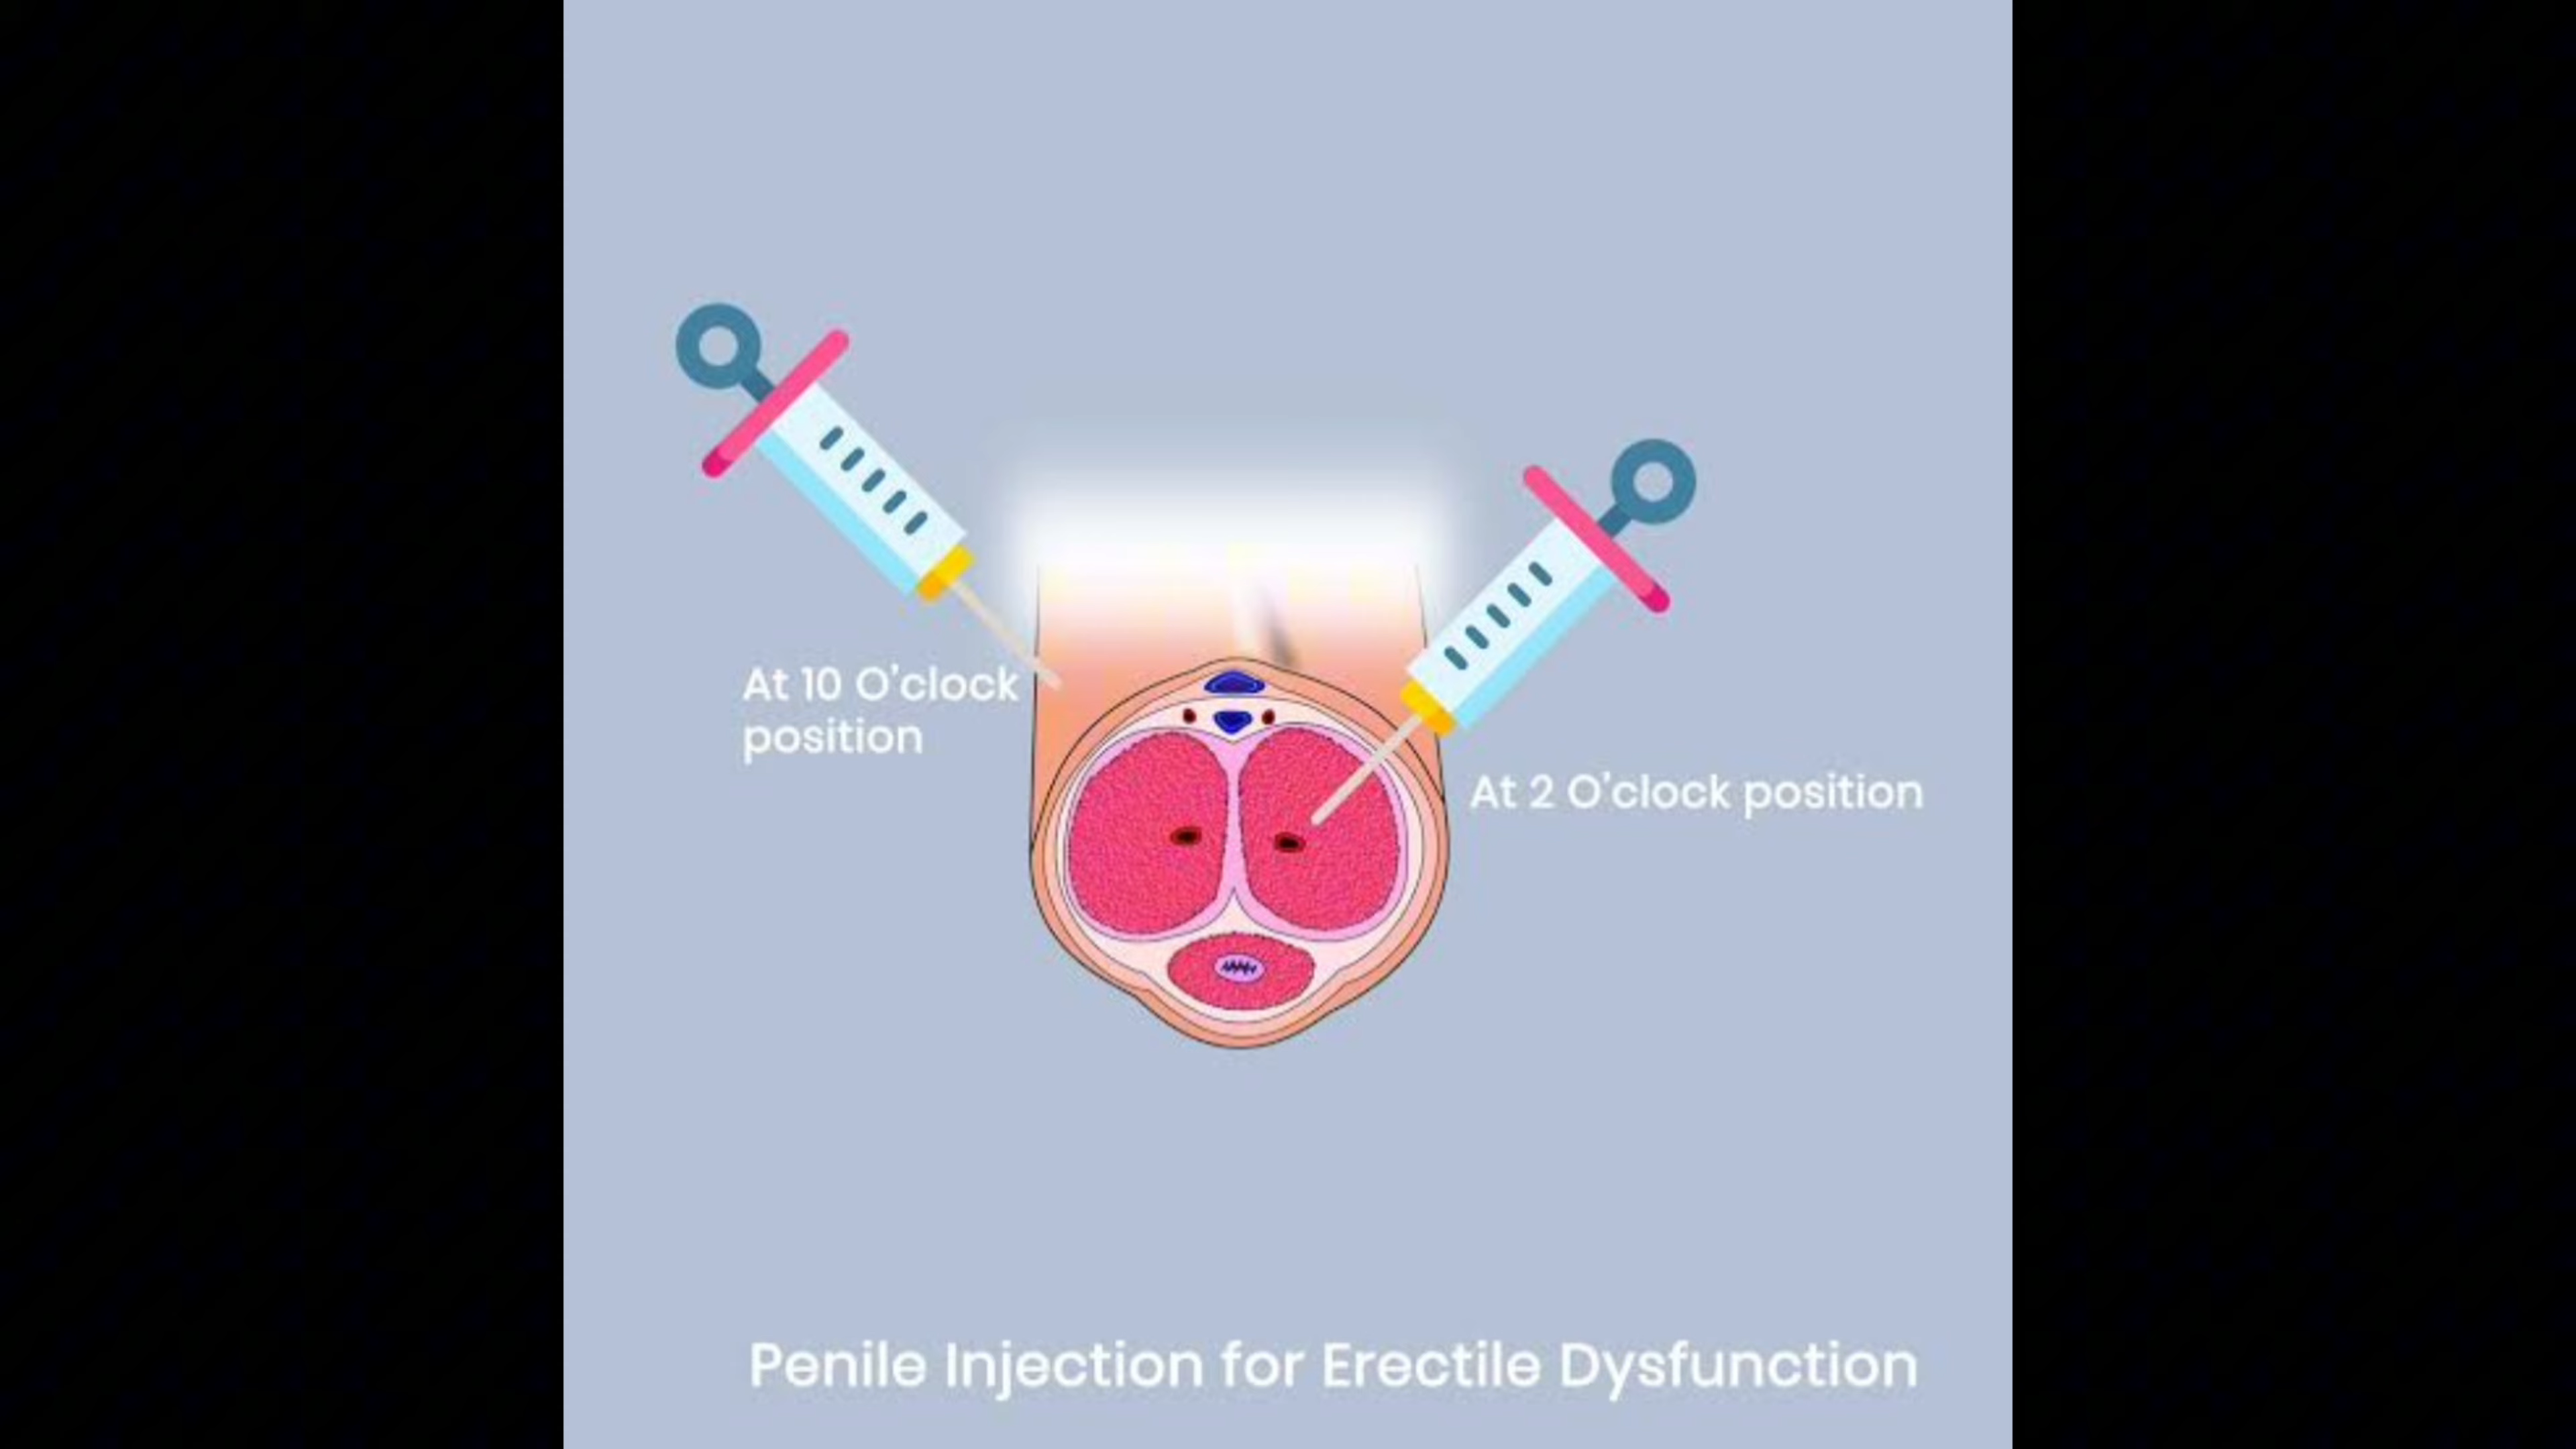 At 10 O'clock
position
At 2 O'clock position
Penile Injection for Erectile Dysfunction